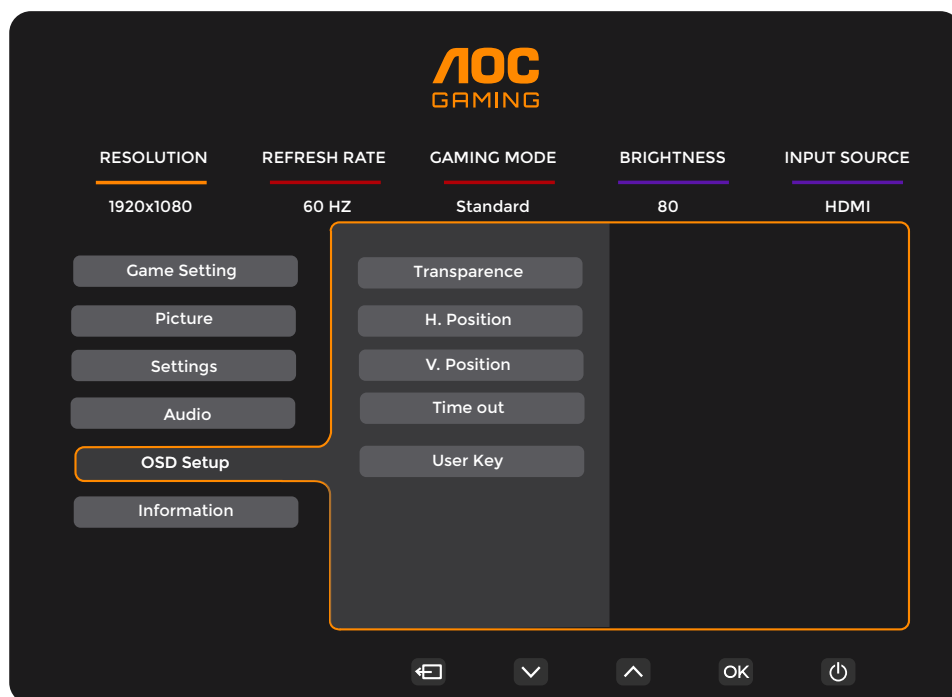 AOC
GAMING
RESOLUTION REFRESH RATE GAMING MODE BRIGHTNESS INPUT SOURCE
1920x1080 60 HZ Standard 80 HDMI
Game Setting
Picture
Settings
Audio
OSD Setup
Information
Transparence
H. Position
V. Position
Time out
User Key
OK